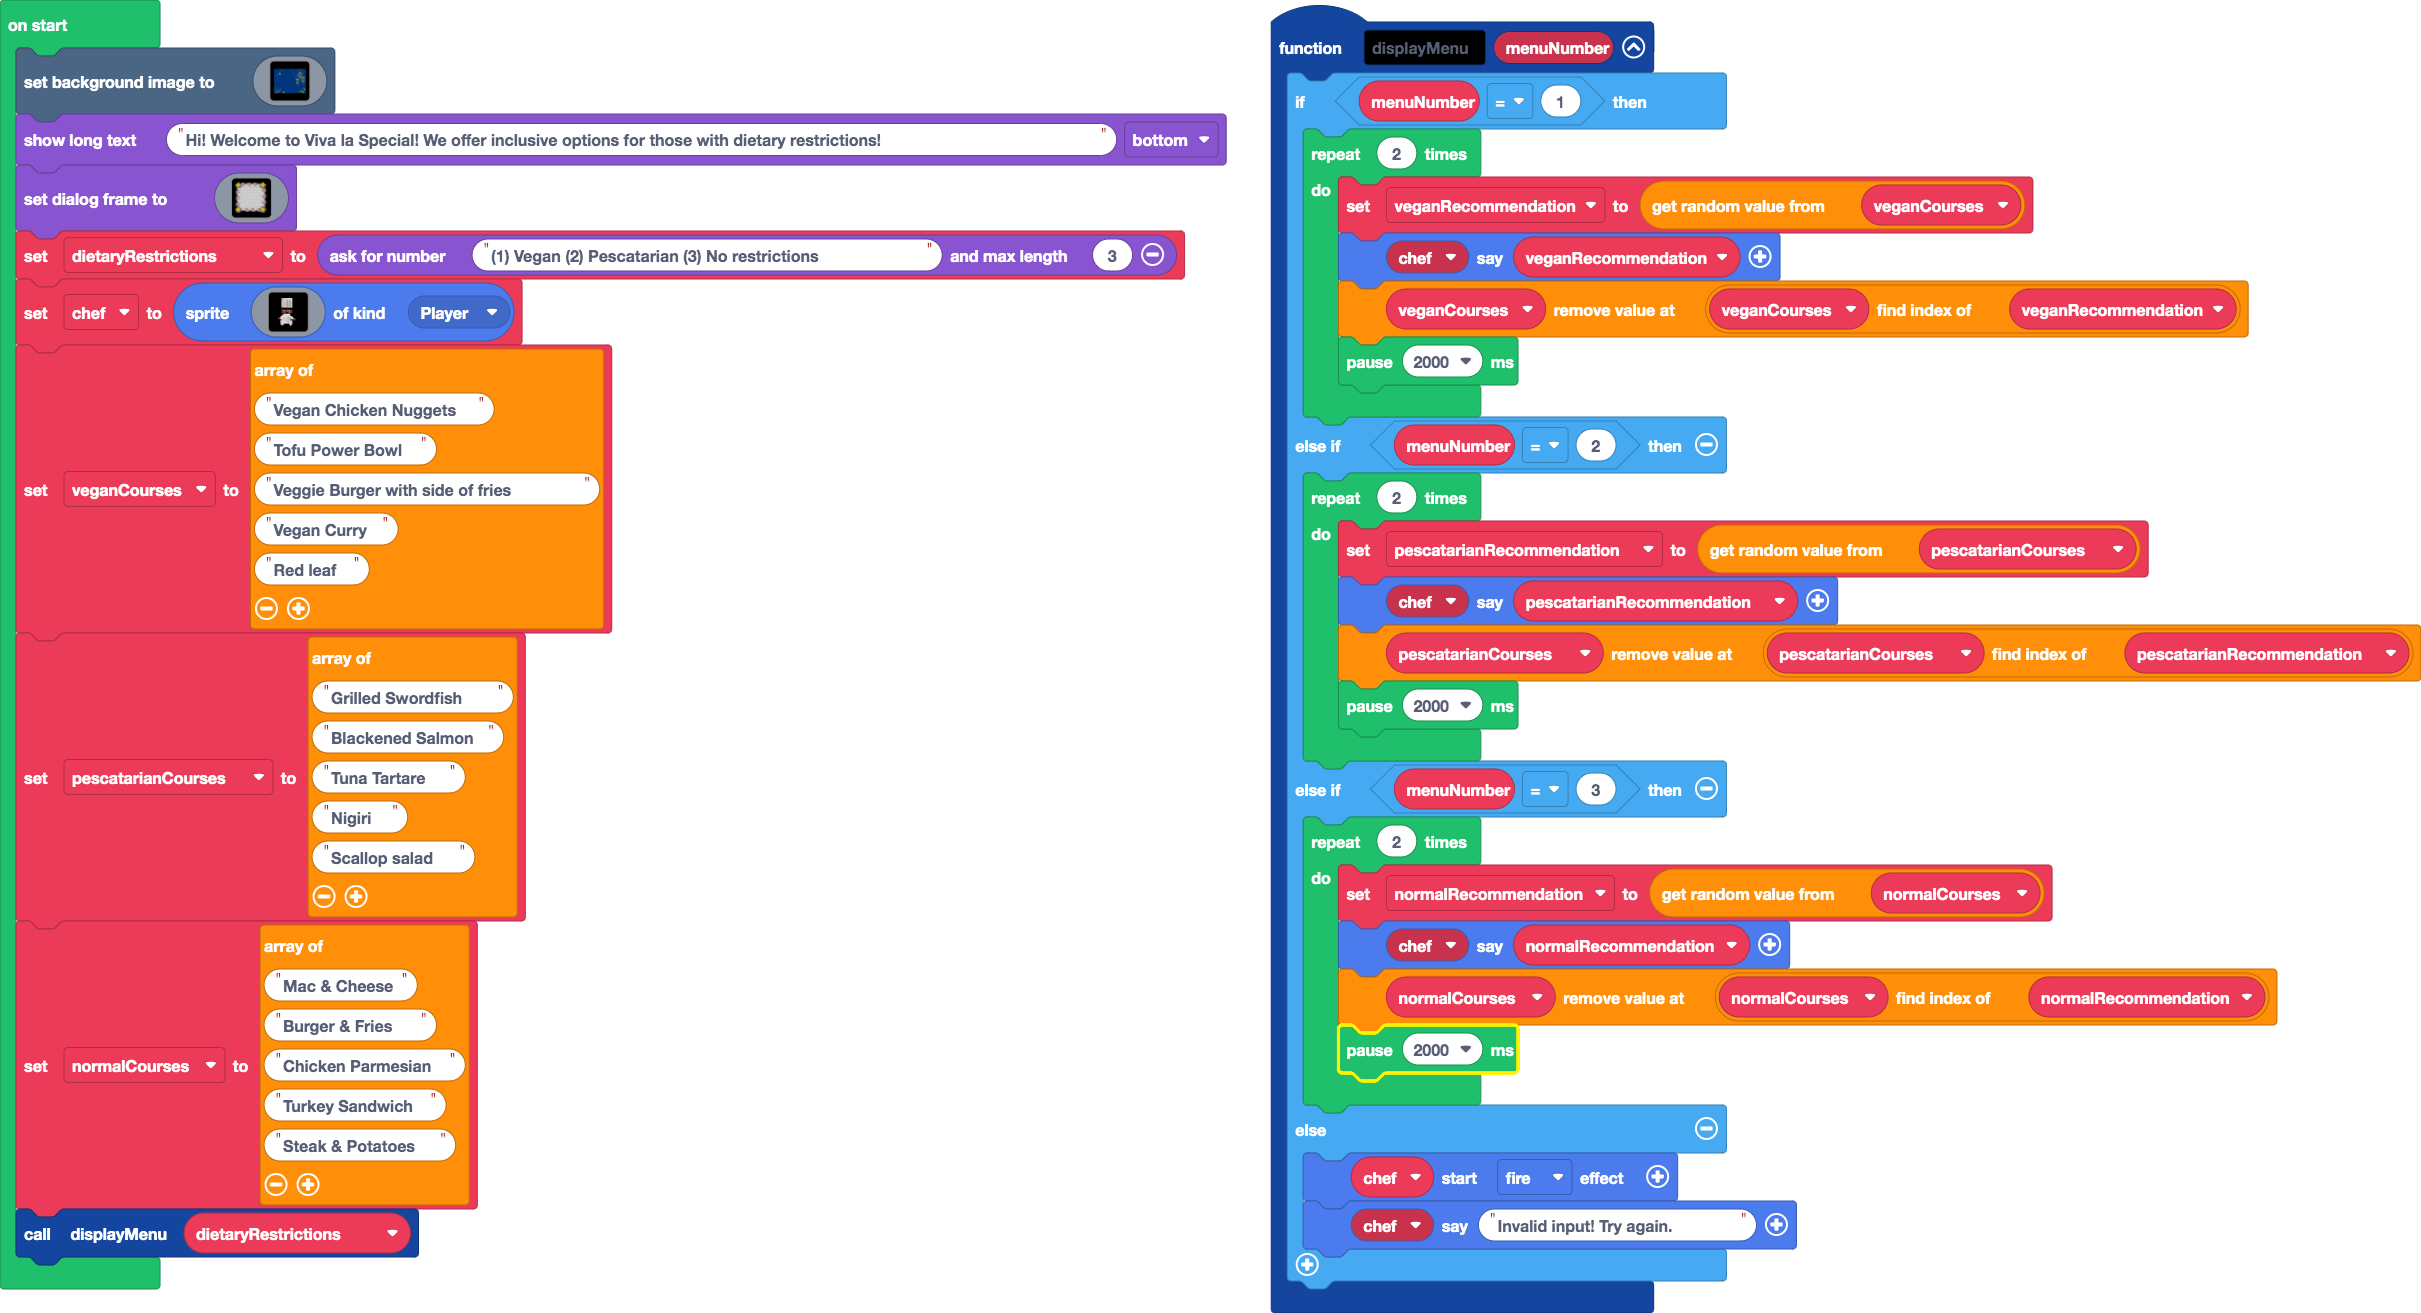 on start
set background image to
show long text "Hi! Welcome to Viva la Special! We offer inclusive options for those with dietary restrictions!" bottom
set dialog frame to
set dietaryRestrictions to ask for number "(1) Vegan (2) Pescatarian (3) No restrictions" and max length 3
set chef to sprite of kind Player
array of
"Vegan Chicken Nuggets"
"Tofu Power Bowl"
set veganCourses to "Veggie Burger with side of fries"
"Vegan Curry"
"Red leaf"
array of
"Grilled Swordfish"
"Blackened Salmon"
set pescatarianCourses to "Tuna Tartare"
"Nigiri"
"Scallop salad"
array of
"Mac & Cheese"
"Burger & Fries"
set normalCourses to "Chicken Parmesian"
"Turkey Sandwich"
"Steak & Potatoes"
call displayMenu dietaryRestrictions
function displayMenu menuNumber
if menuNumber = 1 then
repeat 2 times
do
set veganRecommendation to get random value from veganCourses
chef say veganRecommendation
veganCourses remove value at veganCourses find index of veganRecommendation
pause 2000 ms
else if menuNumber = 2 then
repeat 2 times
do
set pescatarianRecommendation to get random value from pescatarianCourses
chef say pescatarianRecommendation
pescatarianCourses remove value at pescatarianCourses find index of pescatarianRecommendation
pause 2000 ms
else if menuNumber = 3 then
repeat 2 times
do
set normalRecommendation to get random value from normalCourses
chef say normalRecommendation
normalCourses remove value at normalCourses find index of normalRecommendation
pause 2000 ms
else
chef start fire effect
chef say "Invalid input! Try again."